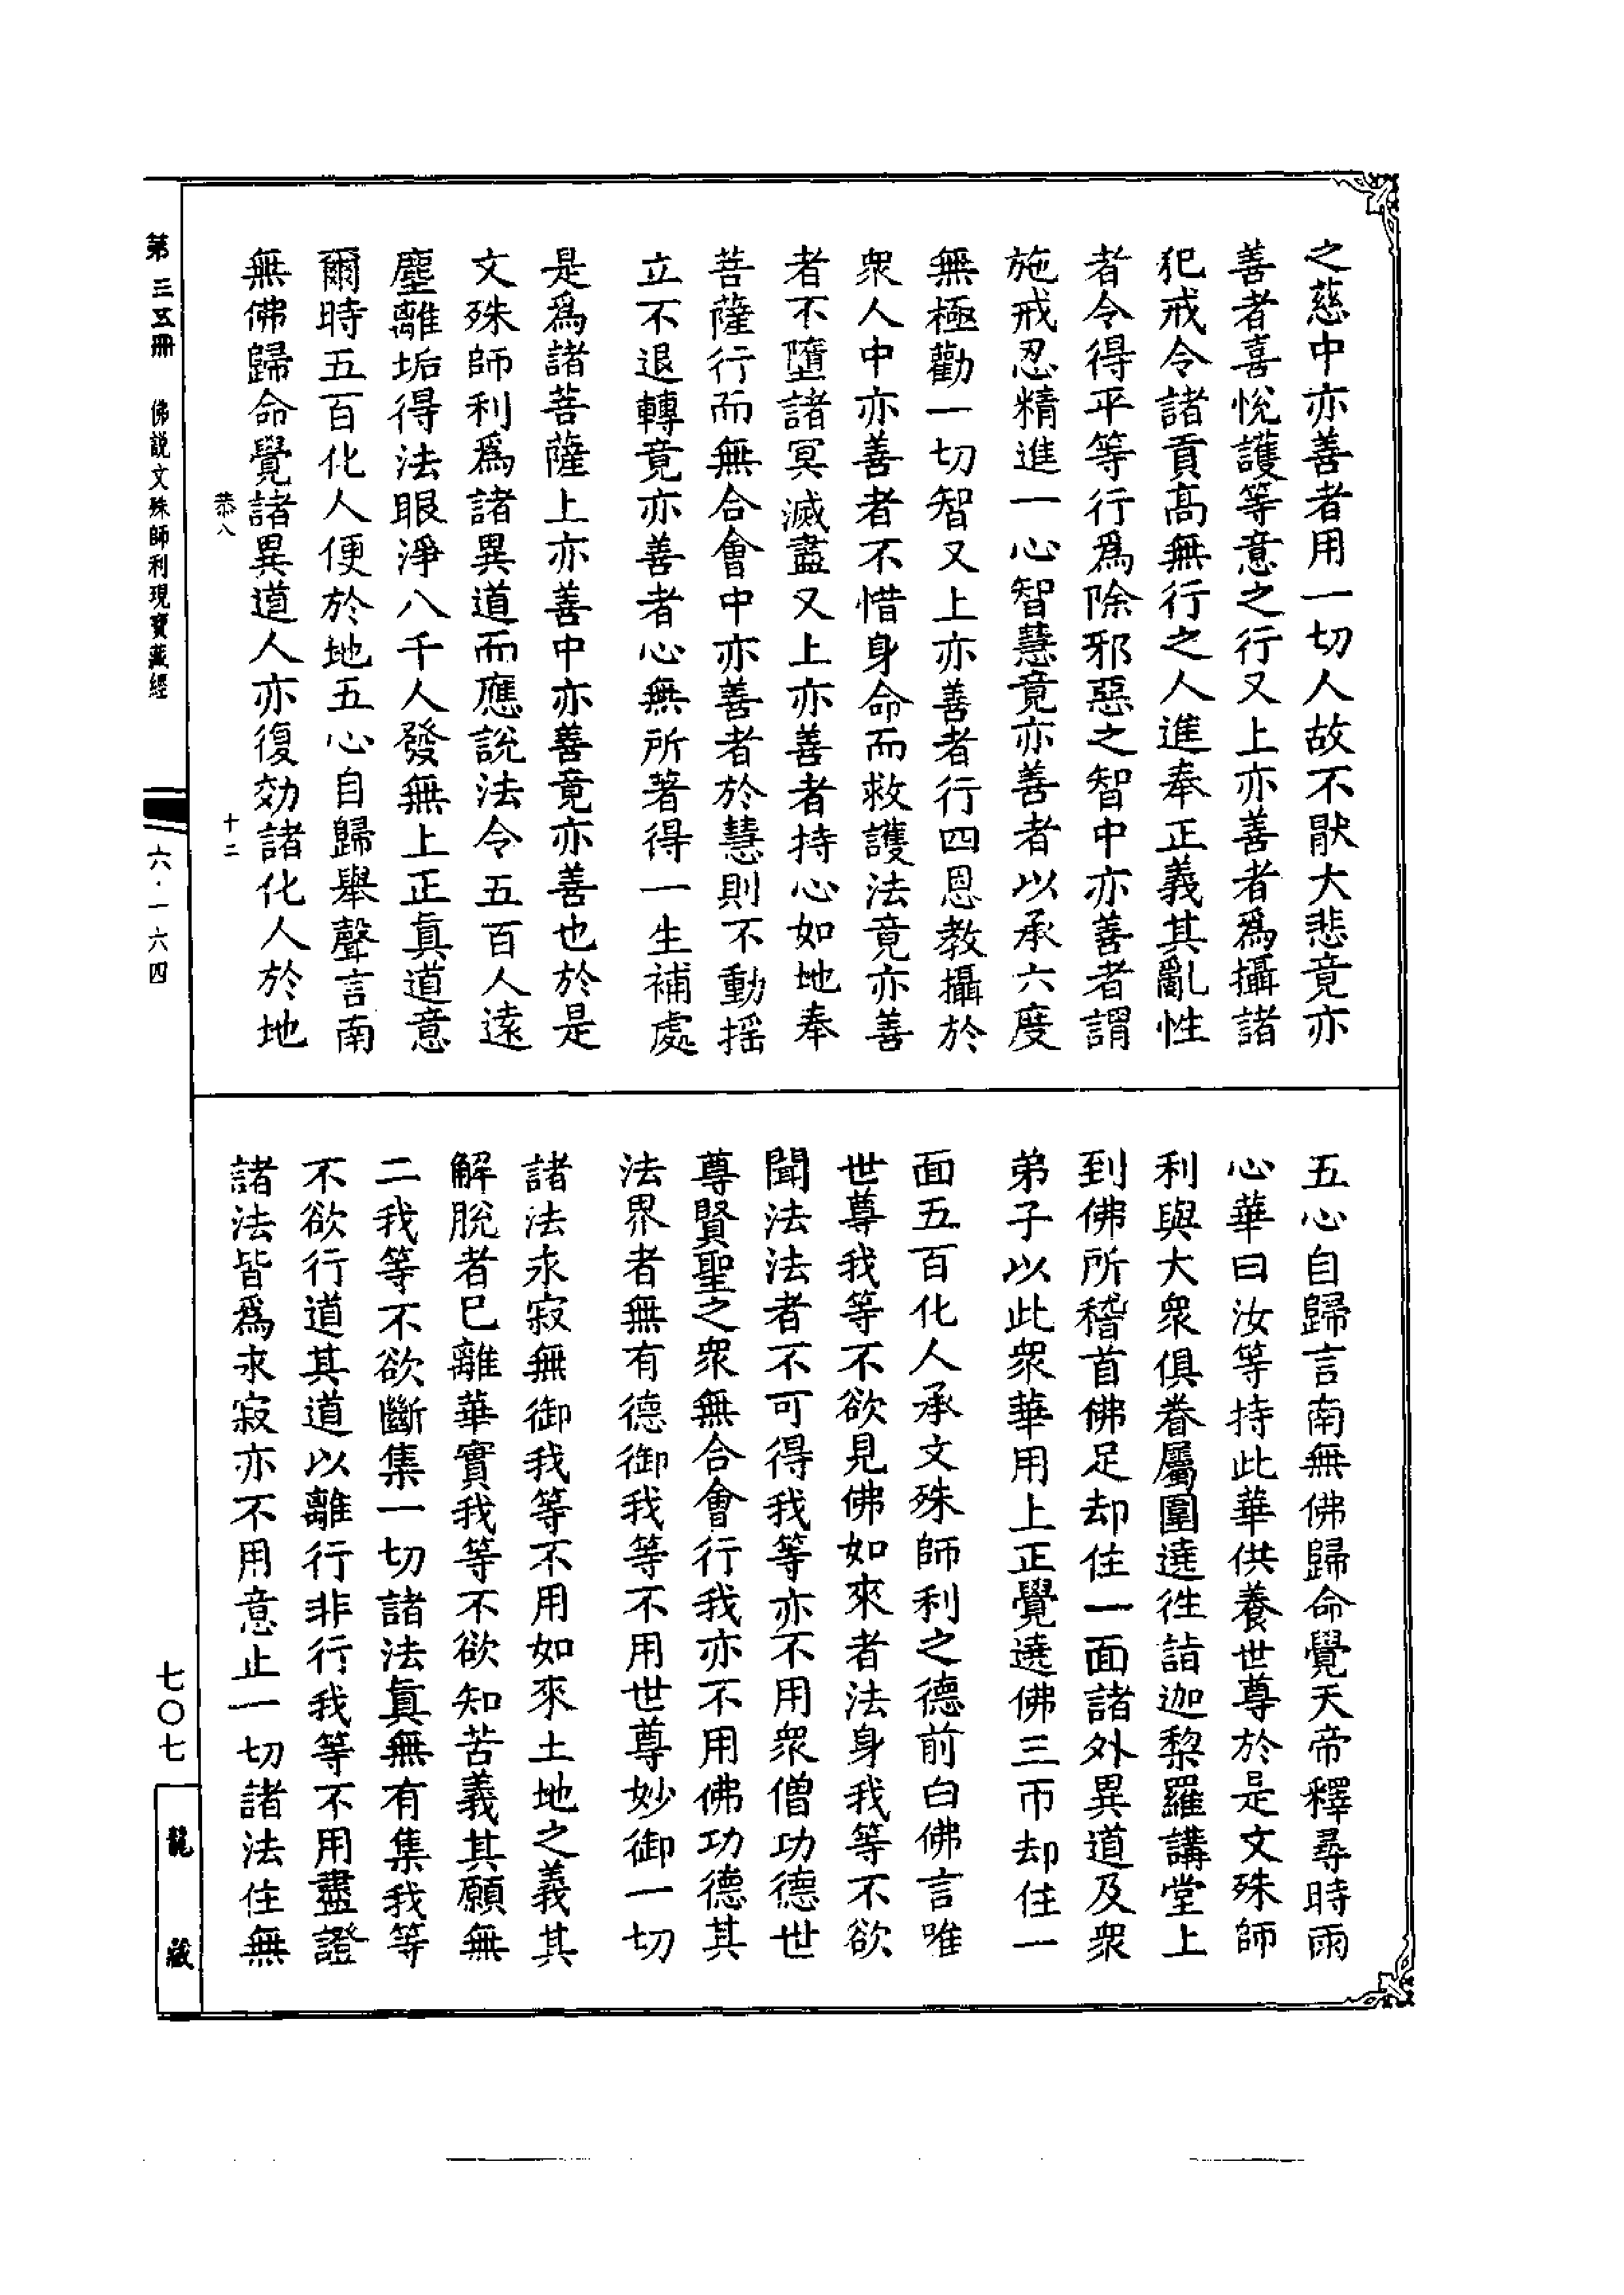 之慈中亦善者用一切人故不厭大悲竟亦
善者喜悅護等意之行又上亦善者爲攝諸
犯戒令諸貢高無行之人進奉正義其亂性
者令得平等行爲除邪惡之智中亦善者謂
施戒忍精進一心智慧竟亦善者以承六度
無極勸一切智又上亦善者行四恩教攝於
衆人中亦善者不惜身命而救護法竟亦善
者不墮諸冥滅盡又上亦善者持心如地奉
菩薩行而無合會中亦善者於慧則不動揺
立不退轉竟亦善者心無所著得一生補處
是爲諸菩薩上亦善中亦善竟亦善也於是
文殊師利爲諸異道而應說法令五百人遠
塵離垢得法眼淨八千人發無上正眞道意
爾時五百化人便於地五心自歸舉聲言南
無佛歸命覺諸異道人亦復効諸化人於地
恭八
十二
五心自歸言南無佛歸命覺天帝釋尋時雨
心華曰汝等持此華供養世尊於是文殊師
利與大衆俱眷屬圍遶徃詣迦黎羅講堂上
到佛所稽首佛足却住一面諸外異道及衆
弟子以此衆華用上正覺遶佛三帀却住一
面五百化人承文殊師利之德前白佛言唯
世尊我等不欲見佛如來者法身我等不欲
聞法法者不可得我等亦不用衆僧功德世
尊賢聖之衆無合會行我亦不用佛功德其
法界者無有德御我等不用世尊妙御一切
諸法永寂無御我等不用如來土地之義其
解脫者巳離華實我等不欲知苦義其願無
二我等不欲斷集一切諸法眞無有集我等
不欲行道其道以離行非行我等不用盡證
諸法皆爲永寂亦不用意止一切諸法住無
第三五冊
佛說文殊師利現寶藏經
六·一六四
七〇七
龍藏